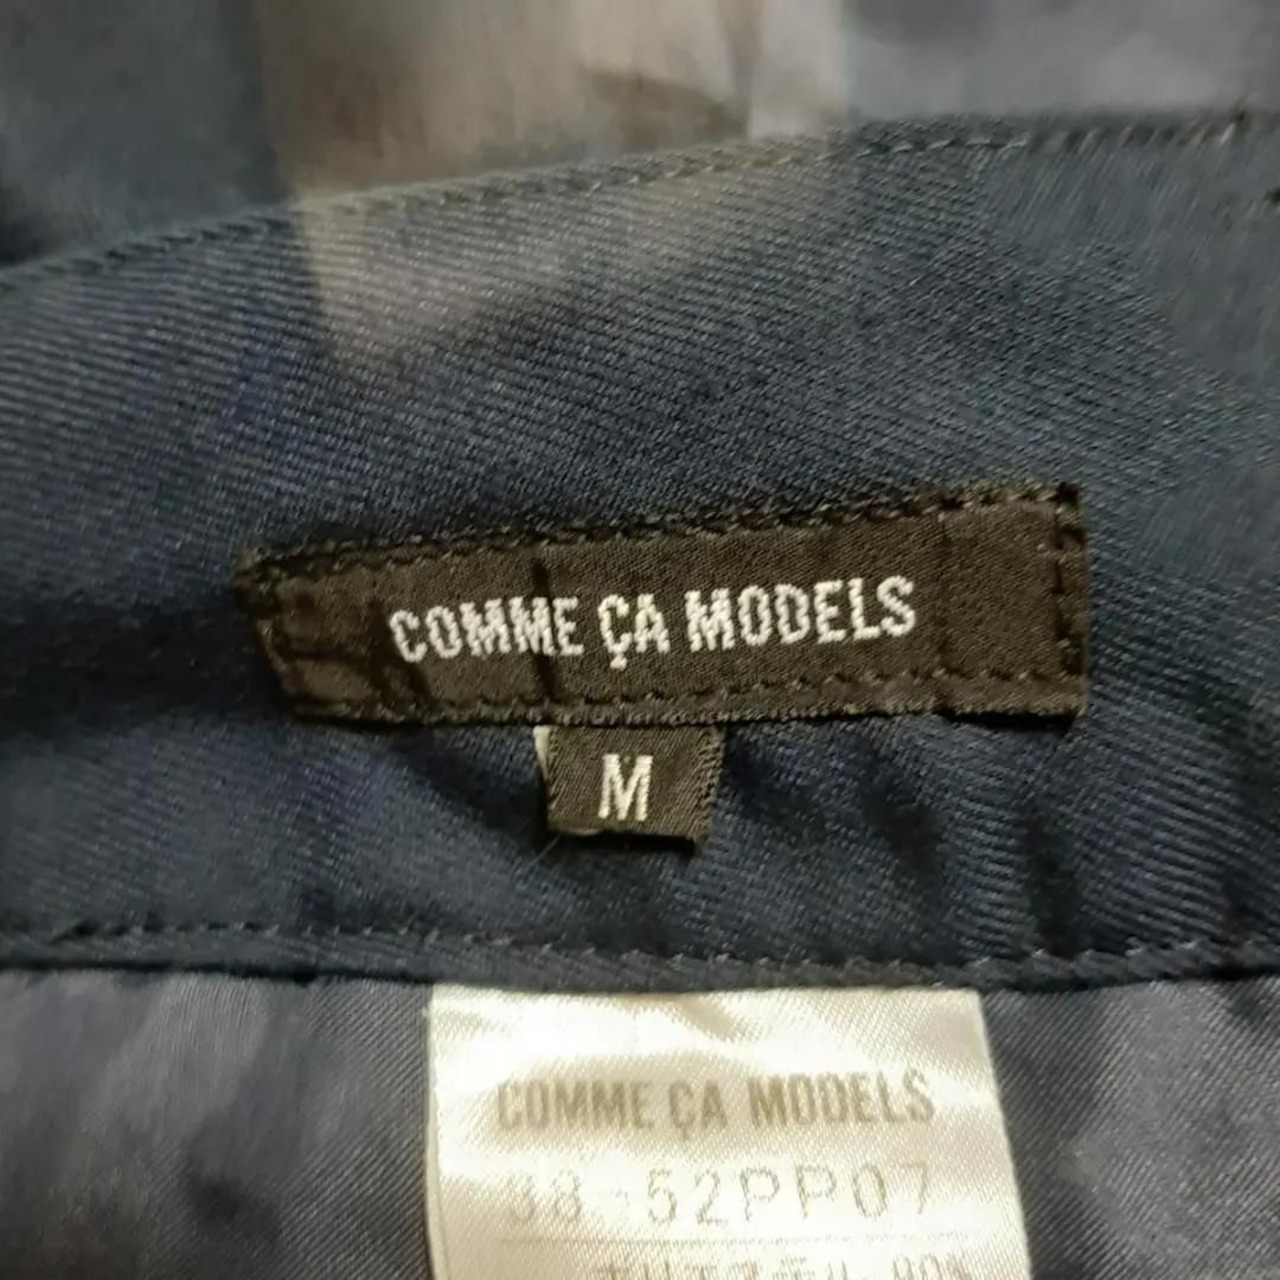 COMME ÇA MODELS
M
COMME ÇA MODELS
38-52PP07